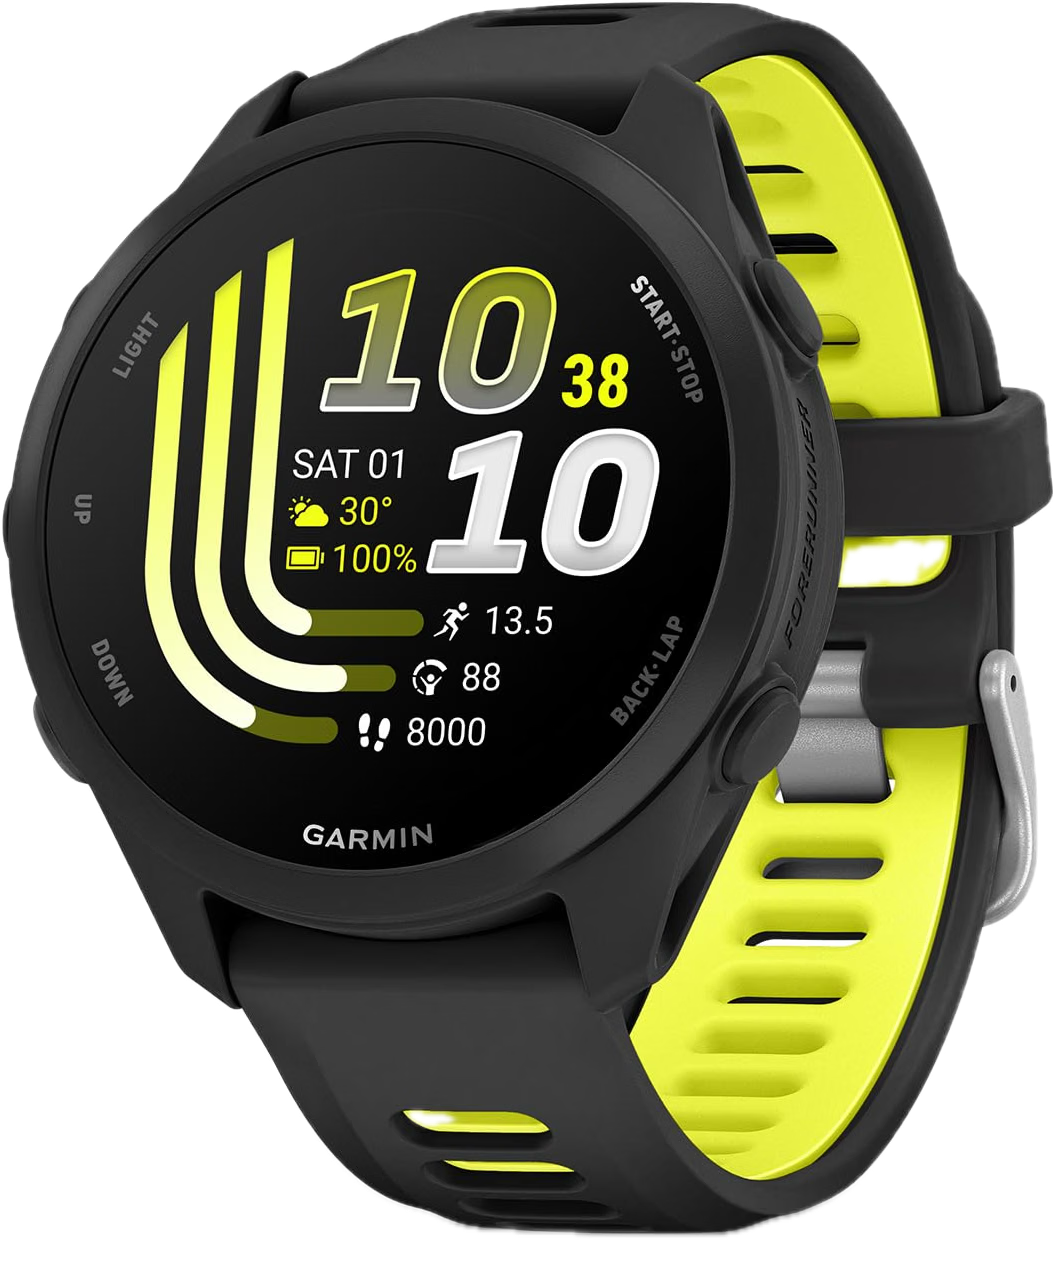 LIGHT
UP
DOWN
START·STOP
BACK·LAP
FORERUNNER
10
38
10
SAT 01
30°
100%
13.5
88
8000
GARMIN